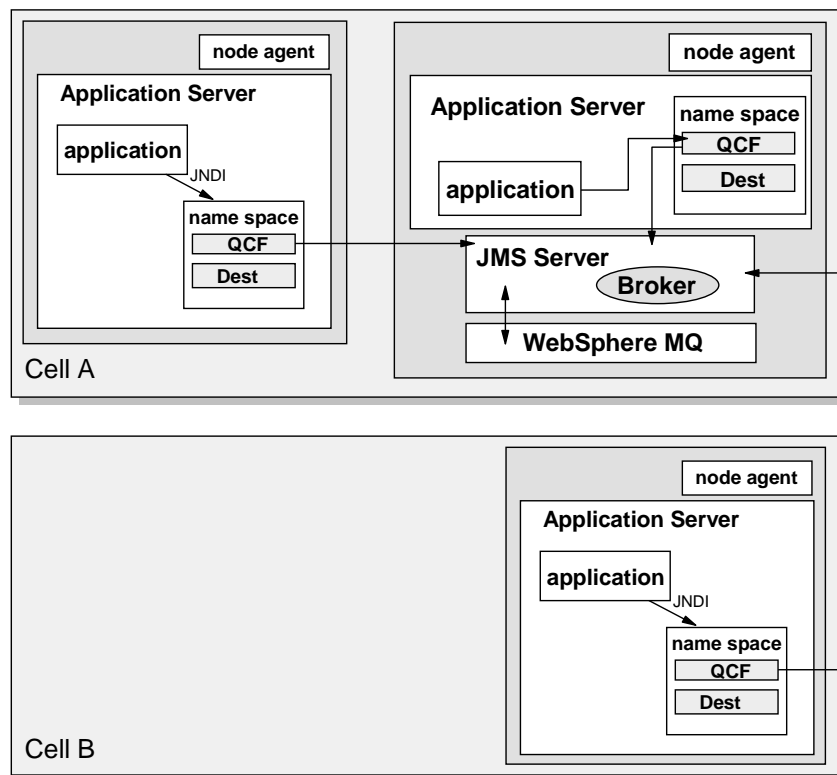 node agent
Application Server
application
JNDI
name space
QCF
Dest
node agent
Application Server
name space
QCF
Dest
application
JMS Server
Broker
WebSphere MQ
Cell A
node agent
Application Server
application
JNDI
name space
QCF
Dest
Cell B